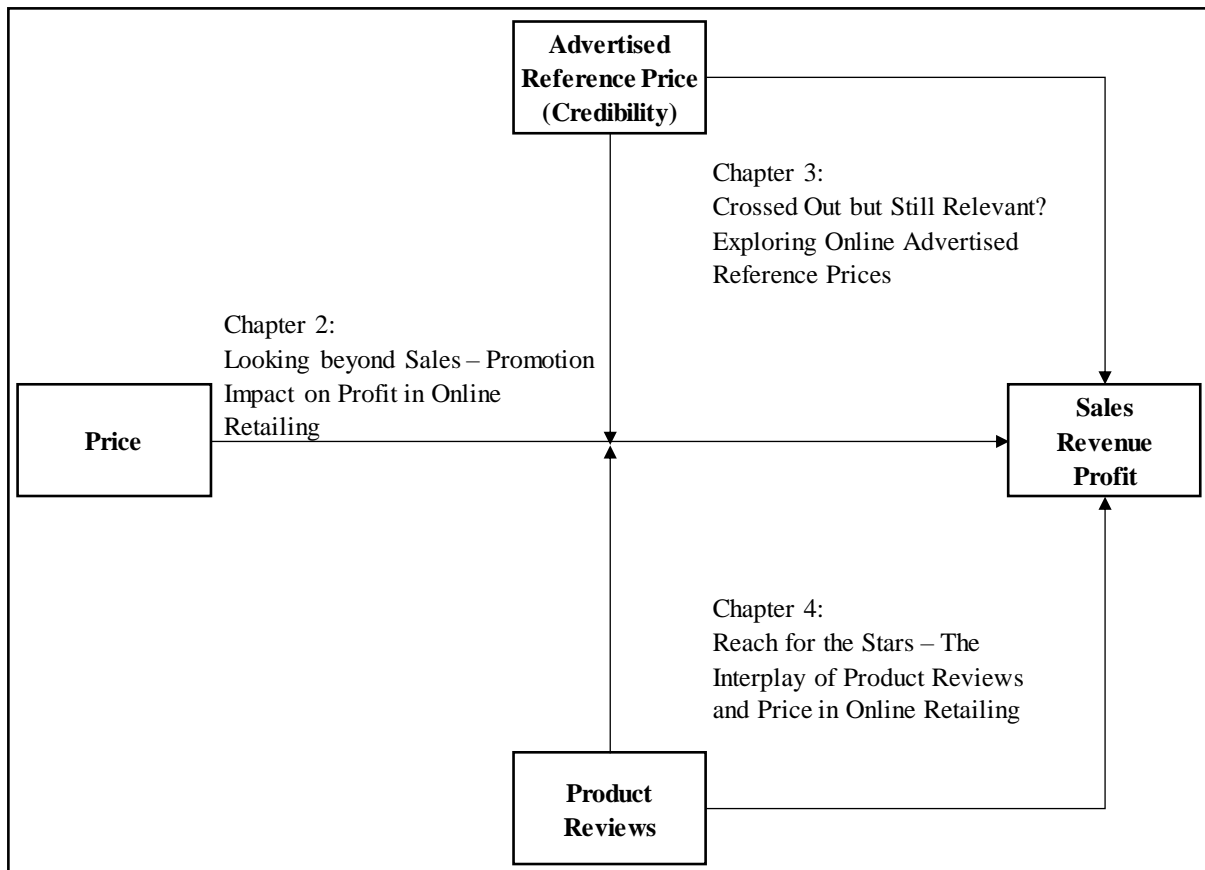 Advertised
Reference Price
(Credibility)
Chapter 3:
Crossed Out but Still Relevant?
Exploring Online Advertised
Reference Prices
Chapter 2:
Looking beyond Sales – Promotion
Impact on Profit in Online
Retailing
Price
Sales
Revenue
Profit
Chapter 4:
Reach for the Stars – The
Interplay of Product Reviews
and Price in Online Retailing
Product
Reviews